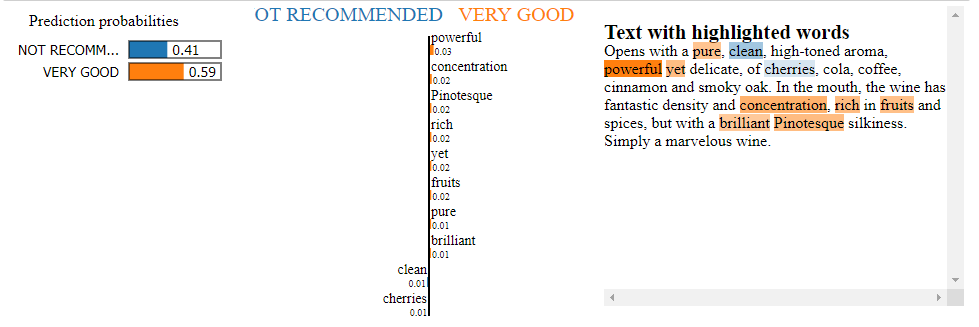 Prediction probabilities
NOT RECOMM... 0.41
VERY GOOD 0.59
OT RECOMMENDED VERY GOOD
powerful
0.03
concentration
0.02
Pinotesque
0.02
rich
0.02
yet
0.02
fruits
0.02
pure
0.01
brilliant
0.01
clean
0.01
cherries
0.01
Text with highlighted words
Opens with a pure, clean, high-toned aroma,
powerful yet delicate, of cherries, cola, coffee,
cinnamon and smoky oak. In the mouth, the wine has
fantastic density and concentration, rich in fruits and
spices, but with a brilliant Pinotesque silkiness.
Simply a marvelous wine.